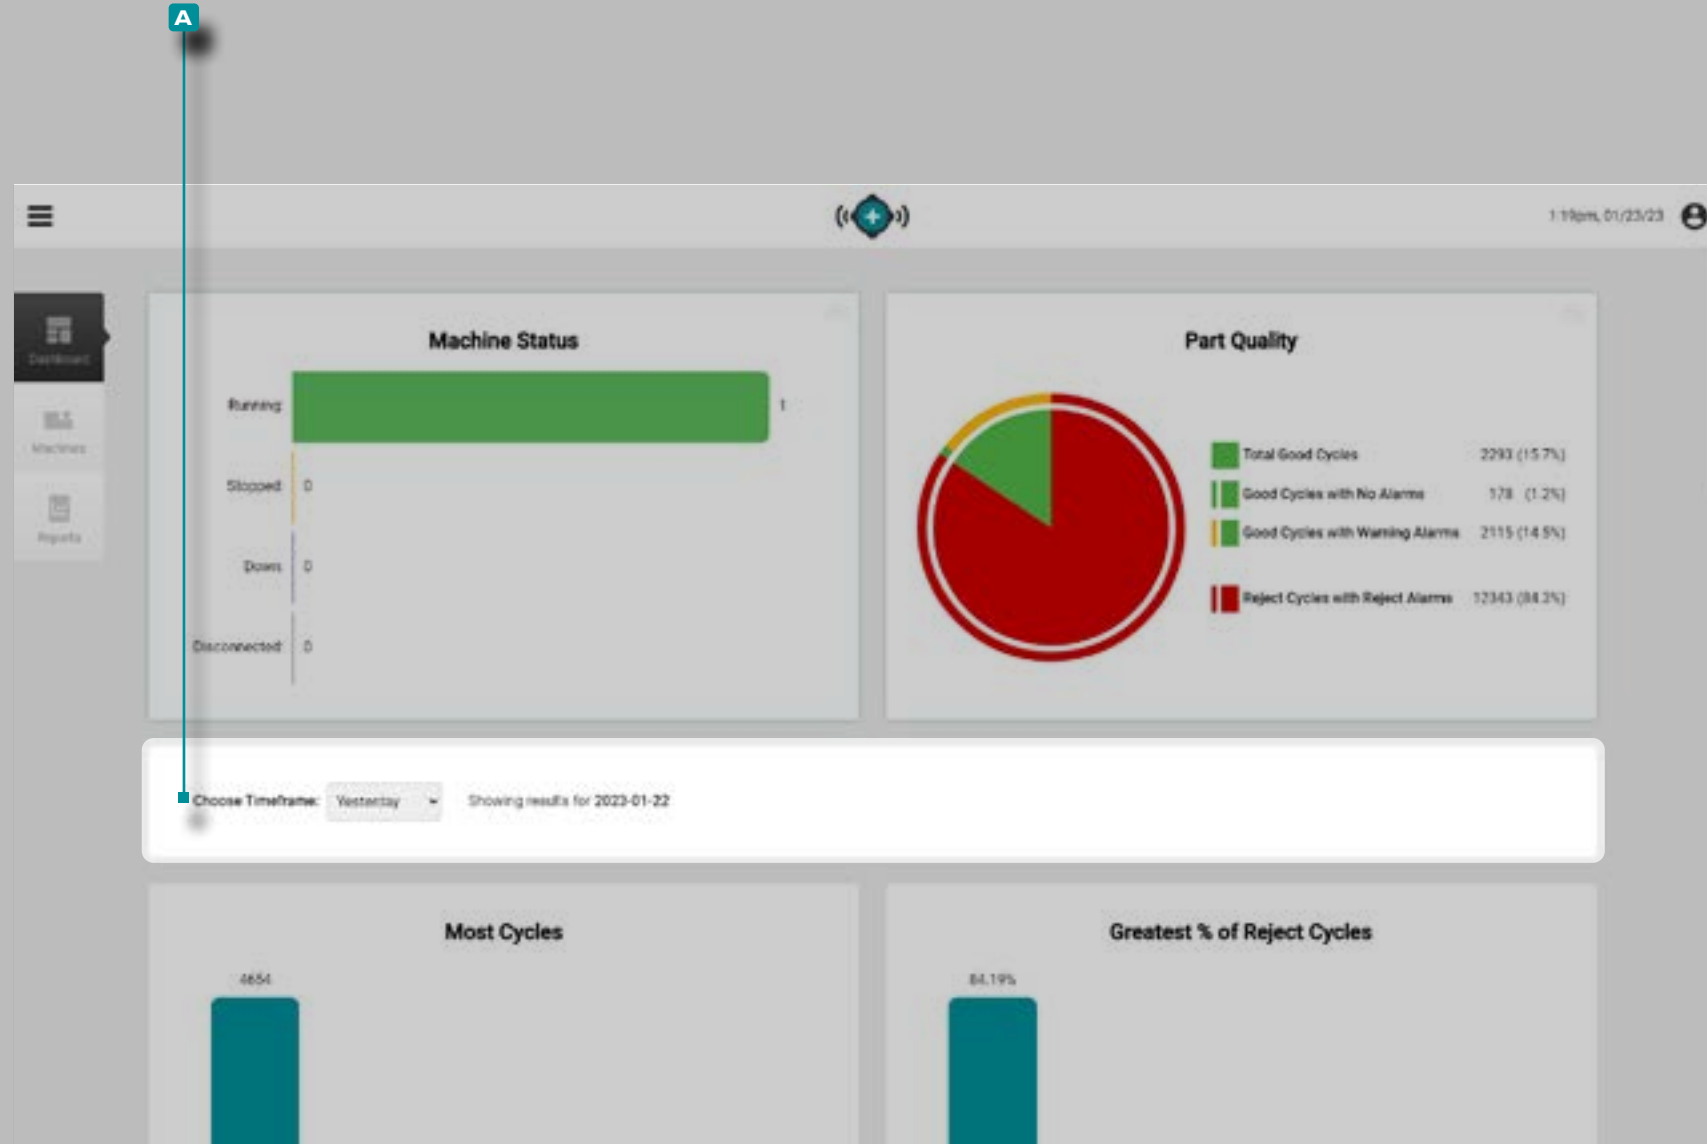 A
1:19pm, 01/23/23
Dashboard
Machines
Reports
Machine Status
Running
1
Stopped
0
Down
0
Disconnected
0
Part Quality
Total Good Cycles 2293 (15.7%)
Good Cycles with No Alarms 178 (1.2%)
Good Cycles with Warning Alarms 2115 (14.5%)
Reject Cycles with Reject Alarms 12343 (84.3%)
Choose Timeframe: Yesterday Showing results for 2023-01-22
Most Cycles
4654
Greatest % of Reject Cycles
84.19%